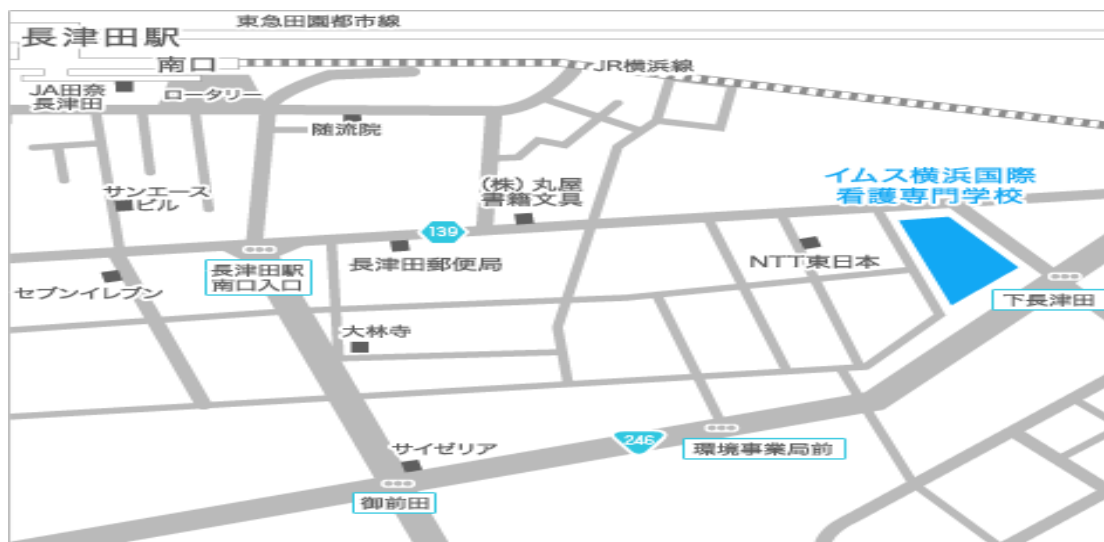 東急田園都市線
長津田駅
南口
JR横浜線
JA田奈
長津田
ロータリー
随流院
イムス横浜国際
看護専門学校
サンエース
ビル
(株)丸屋
書籍文具
139
長津田郵便局
NTT東日本
長津田駅
南口入口
セブンイレブン
下長津田
大林寺
サイゼリア
246
環境事業局前
御前田